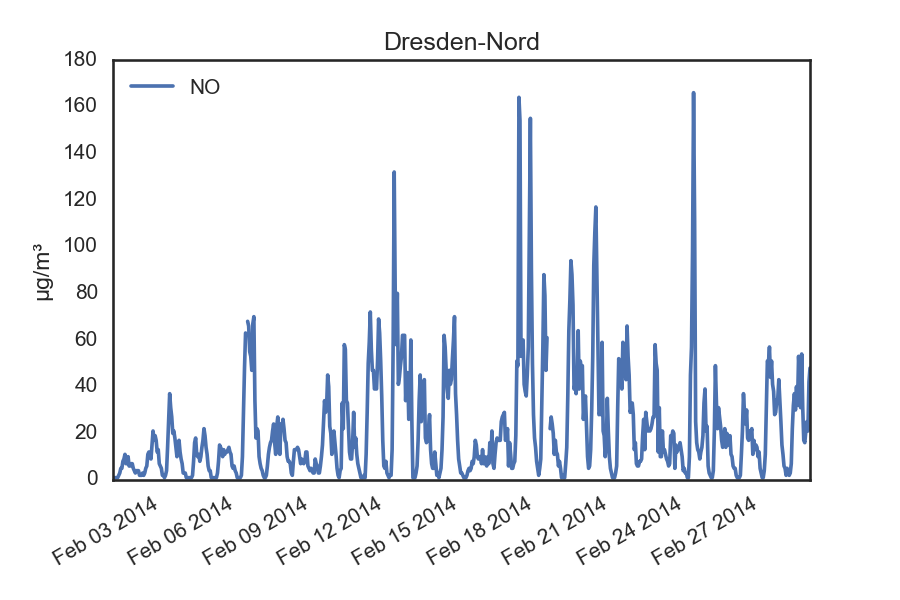 Dresden-Nord
180
160
140
120
100
80
60
40
20
0
µg/m³
NO
Feb 03 2014
Feb 06 2014
Feb 09 2014
Feb 12 2014
Feb 15 2014
Feb 18 2014
Feb 21 2014
Feb 24 2014
Feb 27 2014